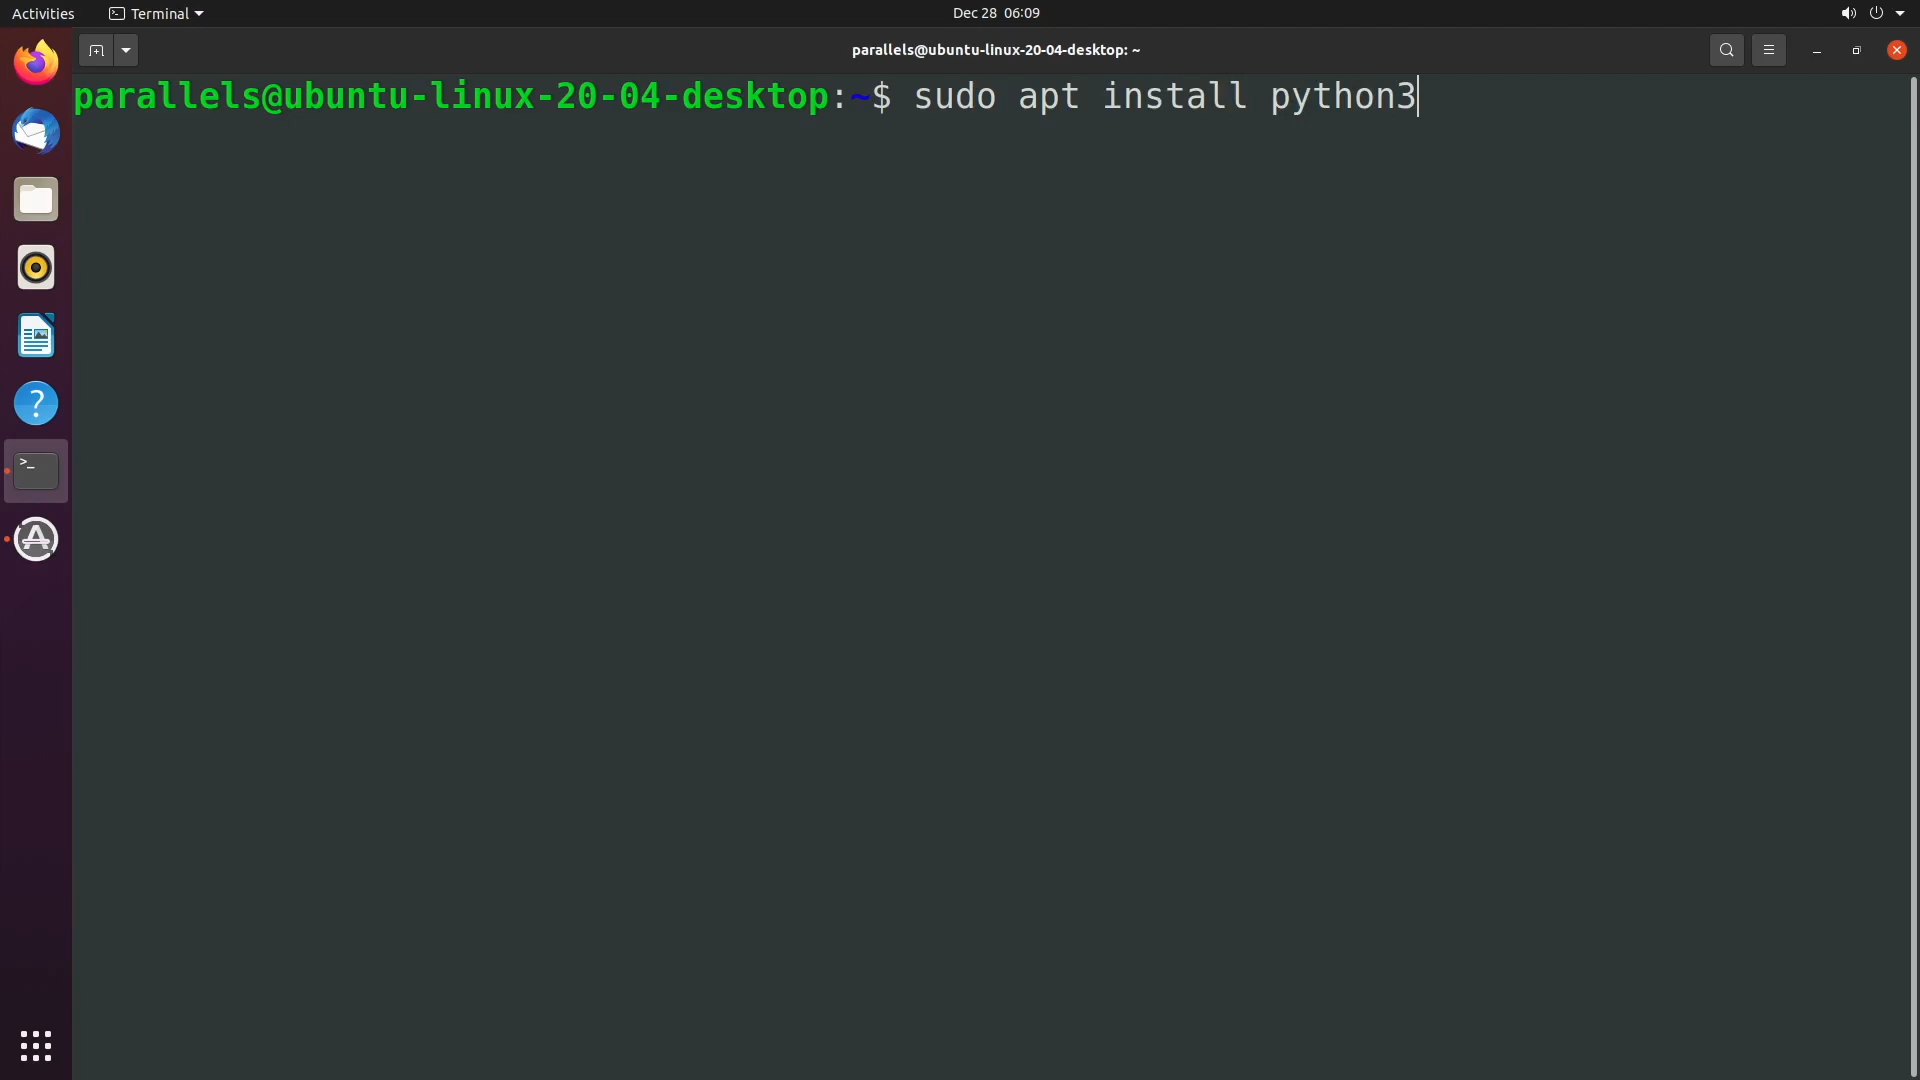 Activities
Terminal
Dec 28 06:09
parallels@ubuntu-linux-20-04-desktop: ~
parallels@ubuntu-linux-20-04-desktop:~$ sudo apt install python3